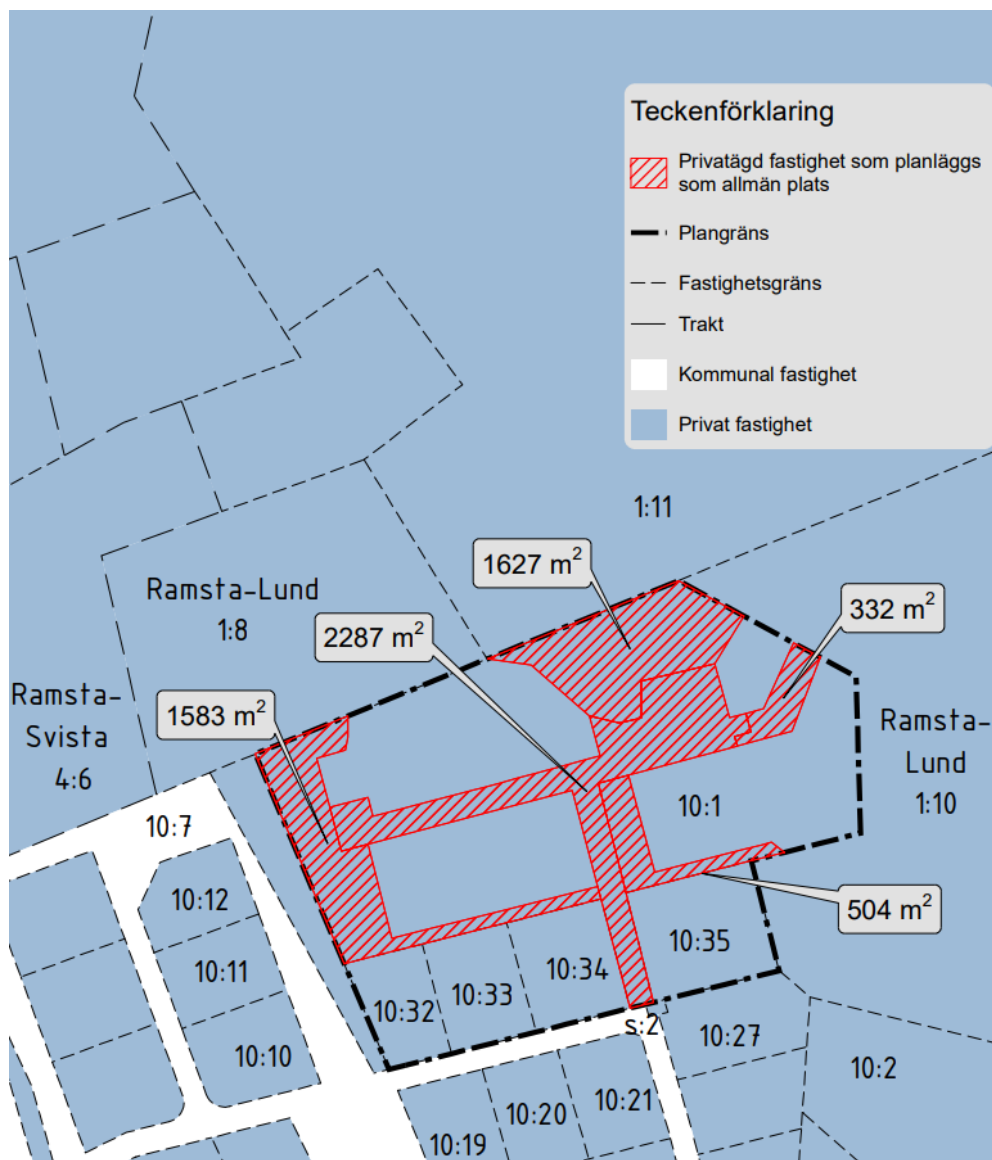 Teckenförklaring
Privatägd fastighet som planläggs
som allmän plats
Plangräns
Fastighetsgräns
Trakt
Kommunal fastighet
Privat fastighet
1:11
1627 m²
Ramsta-Lund
1:8
332 m²
2287 m²
Ramsta-
Svista
4:6
1583 m²
Ramsta-
Lund
1:10
10:1
10:7
10:12
504 m²
10:11
10:35
10:34
10:33
10:32
s:2
10:10
10:27
10:2
10:21
10:20
10:19